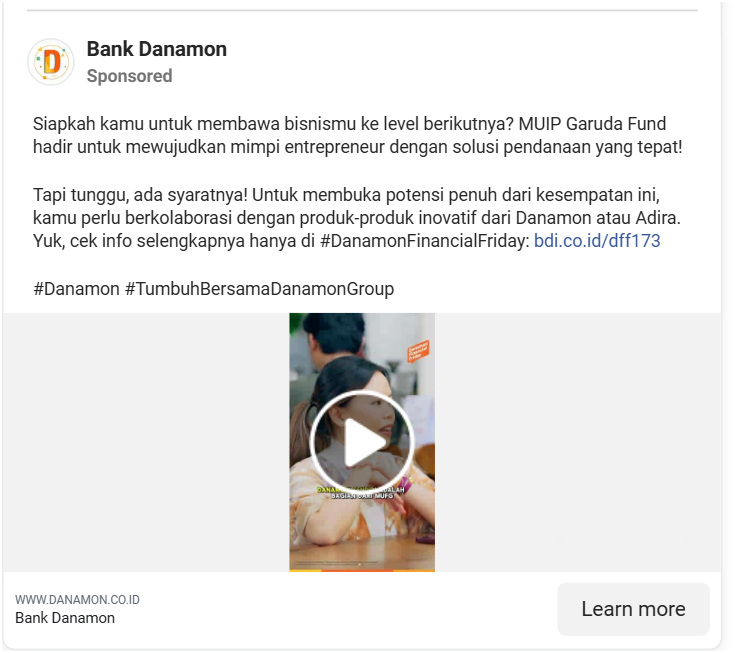 Bank Danamon
Sponsored
Siapkah kamu untuk membawa bisnismu ke level berikutnya? MUIP Garuda Fund
hadir untuk mewujudkan mimpi entrepreneur dengan solusi pendanaan yang tepat!
Tapi tunggu, ada syaratnya! Untuk membuka potensi penuh dari kesempatan ini,
kamu perlu berkolaborasi dengan produk-produk inovatif dari Danamon atau Adira.
Yuk, cek info selengkapnya hanya di #DanamonFinancialFriday: bdi.co.id/dff173
#Danamon #TumbuhBersamaDanamonGroup
Danamon
Financial
Friday
BAGIAN DARI MUFG
WWW.DANAMON.CO.ID
Bank Danamon
Learn more